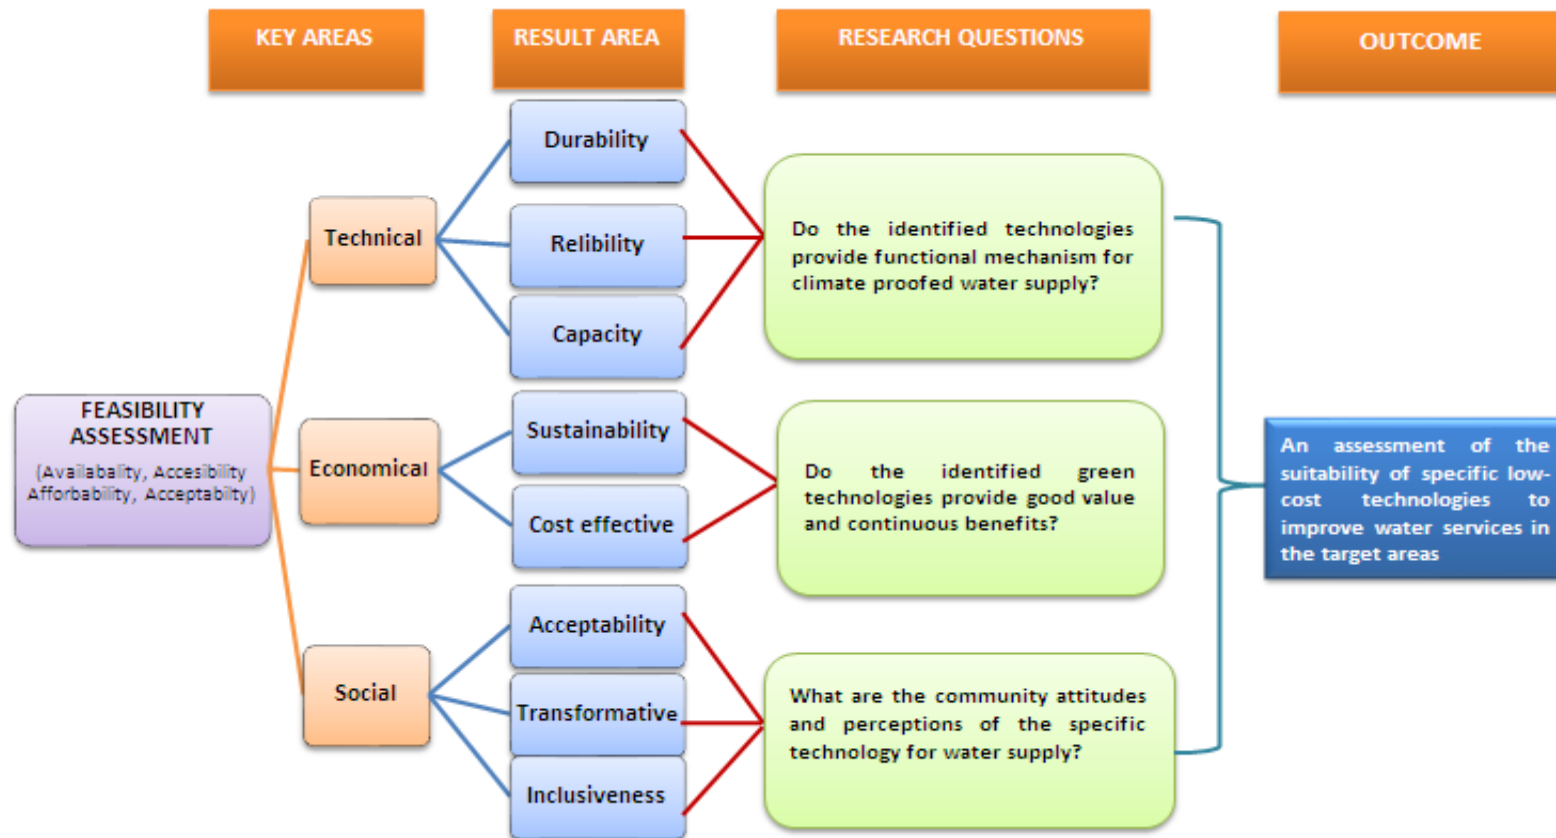 KEY AREAS
RESULT AREA
RESEARCH QUESTIONS
OUTCOME
FEASIBILITY
ASSESSMENT
(Availabality, Accesibility
Afforbability, Acceptabilty)
Technical
Economical
Social
Durability
Relibility
Capacity
Sustainability
Cost effective
Acceptability
Transformative
Inclusiveness
Do the identified technologies
provide functional mechanism for
climate proofed water supply?
Do the identified green
technologies provide good value
and continuous benefits?
What are the community attitudes
and perceptions of the specific
technology for water supply?
An assessment of the
suitability of specific low-
cost technologies to
improve water services in
the target areas